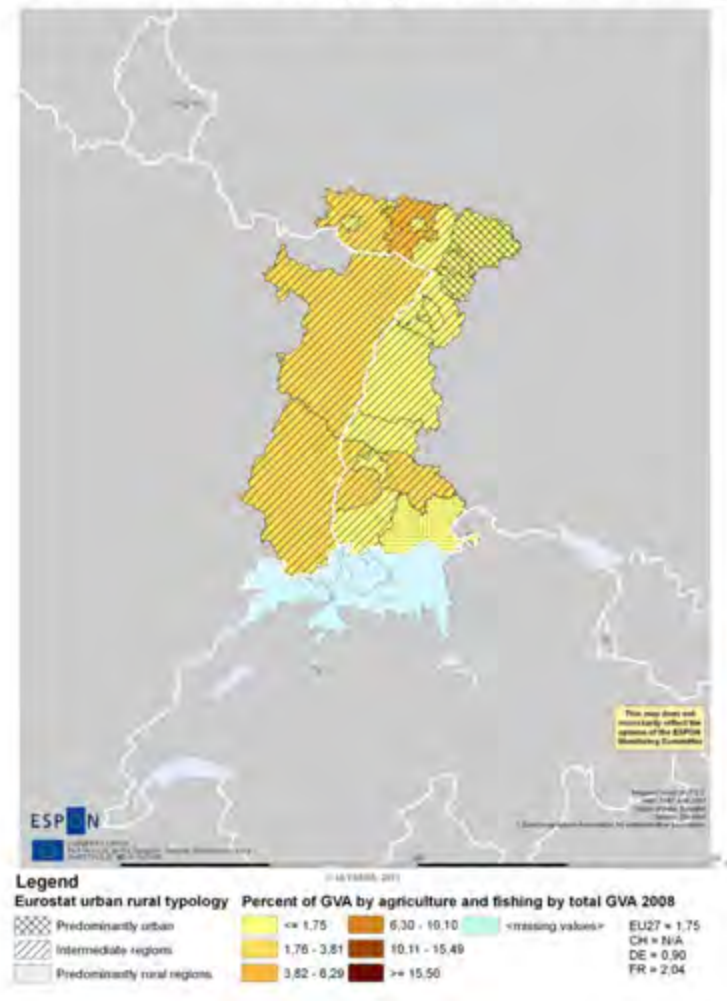 This map does not
necessarily reflect the
opinion of the ESPON
Monitoring Committee
ESPON
© ULYSSES, 2011
Legend
Eurostat urban rural typology
Predominantly urban
Intermediate regions
Predominantly rural regions
Percent of GVA by agriculture and fishing by total GVA 2008
<= 1,75
1,76 - 3,81
3,82 - 6,29
6,30 - 10,10
10,11 - 15,49
>= 15,50
<missing values>
EU27 = 1,75
CH = N/A
DE = 0,90
FR = 2,04